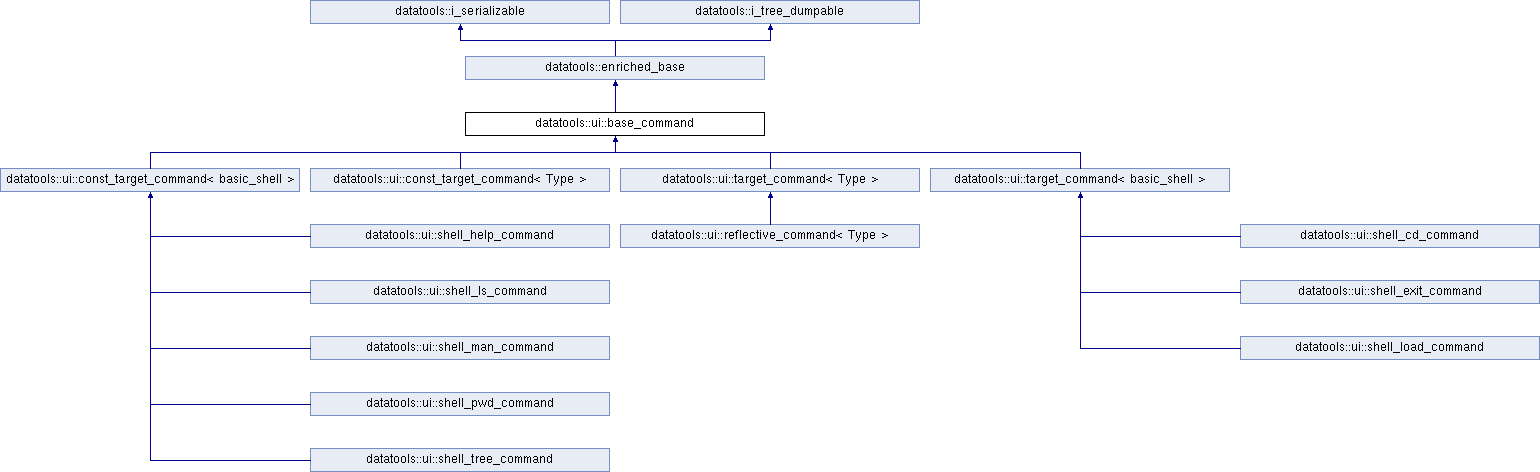 datatools::i_serializable
datatools::i_tree_dumpable
datatools::enriched_base
datatools::ui::base_command
datatools::ui::const_target_command< basic_shell >
datatools::ui::const_target_command< Type >
datatools::ui::target_command< Type >
datatools::ui::target_command< basic_shell >
datatools::ui::shell_help_command
datatools::ui::reflective_command< Type >
datatools::ui::shell_cd_command
datatools::ui::shell_ls_command
datatools::ui::shell_exit_command
datatools::ui::shell_man_command
datatools::ui::shell_load_command
datatools::ui::shell_pwd_command
datatools::ui::shell_tree_command